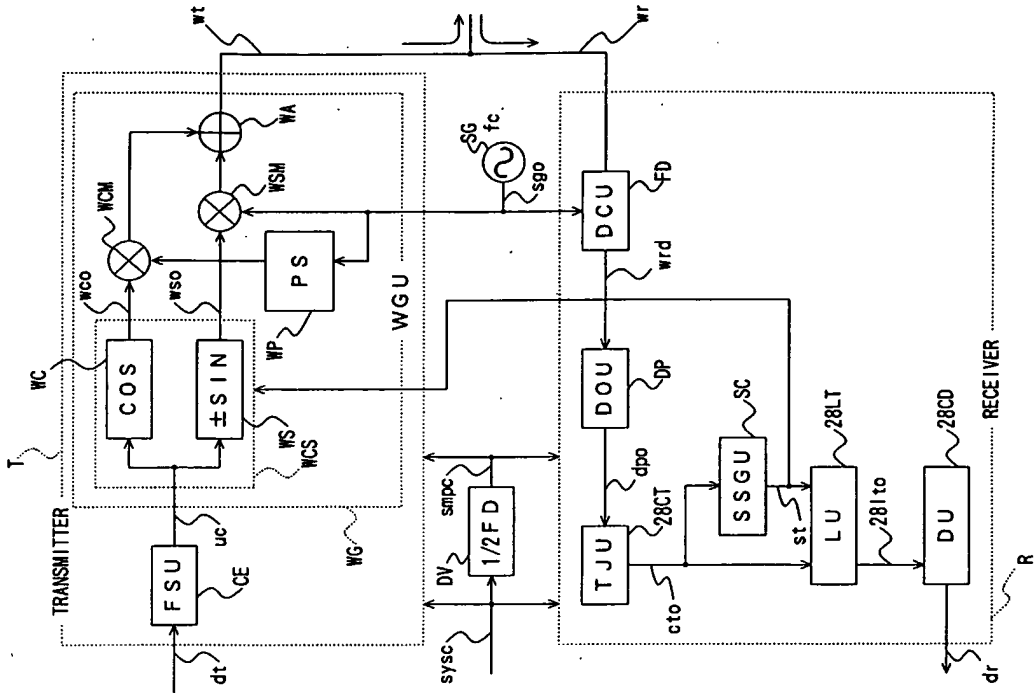 T
TRANSMITTER
dt
FSU
CE
uc
WC
COS
±SIN
WS
WCS
wco
wso
WCM
PS
WP
WSM
WA
WGU
WG
wt
wr
SG
fc
sgo
sysc
DV
1/2FD
smpc
DCU
FD
wrd
DOU
DP
dpo
TJU
28CT
cto
SSGU
SC
st
LU
28LT
28lto
DU
28CD
dr
RECEIVER
R